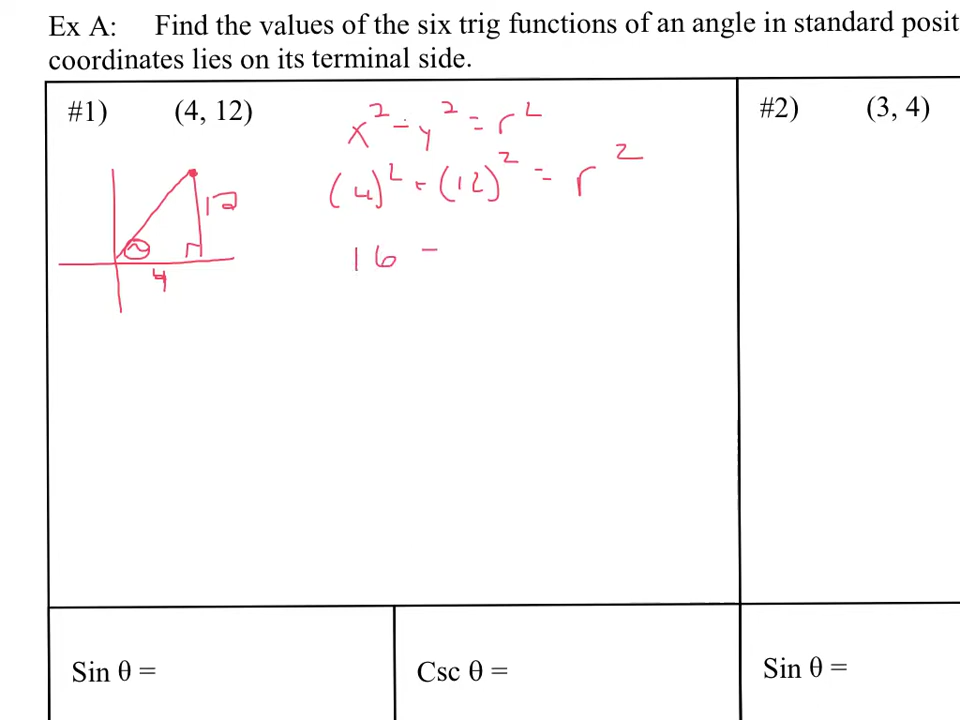 Ex A: Find the values of the six trig functions of an angle in standard posit
coordinates lies on its terminal side.
#1) (4, 12)
x² - y² = r²
(4)² + (12)² = r²
16 -
12
4
#2) (3, 4)
Sin θ =
Csc θ =
Sin θ =